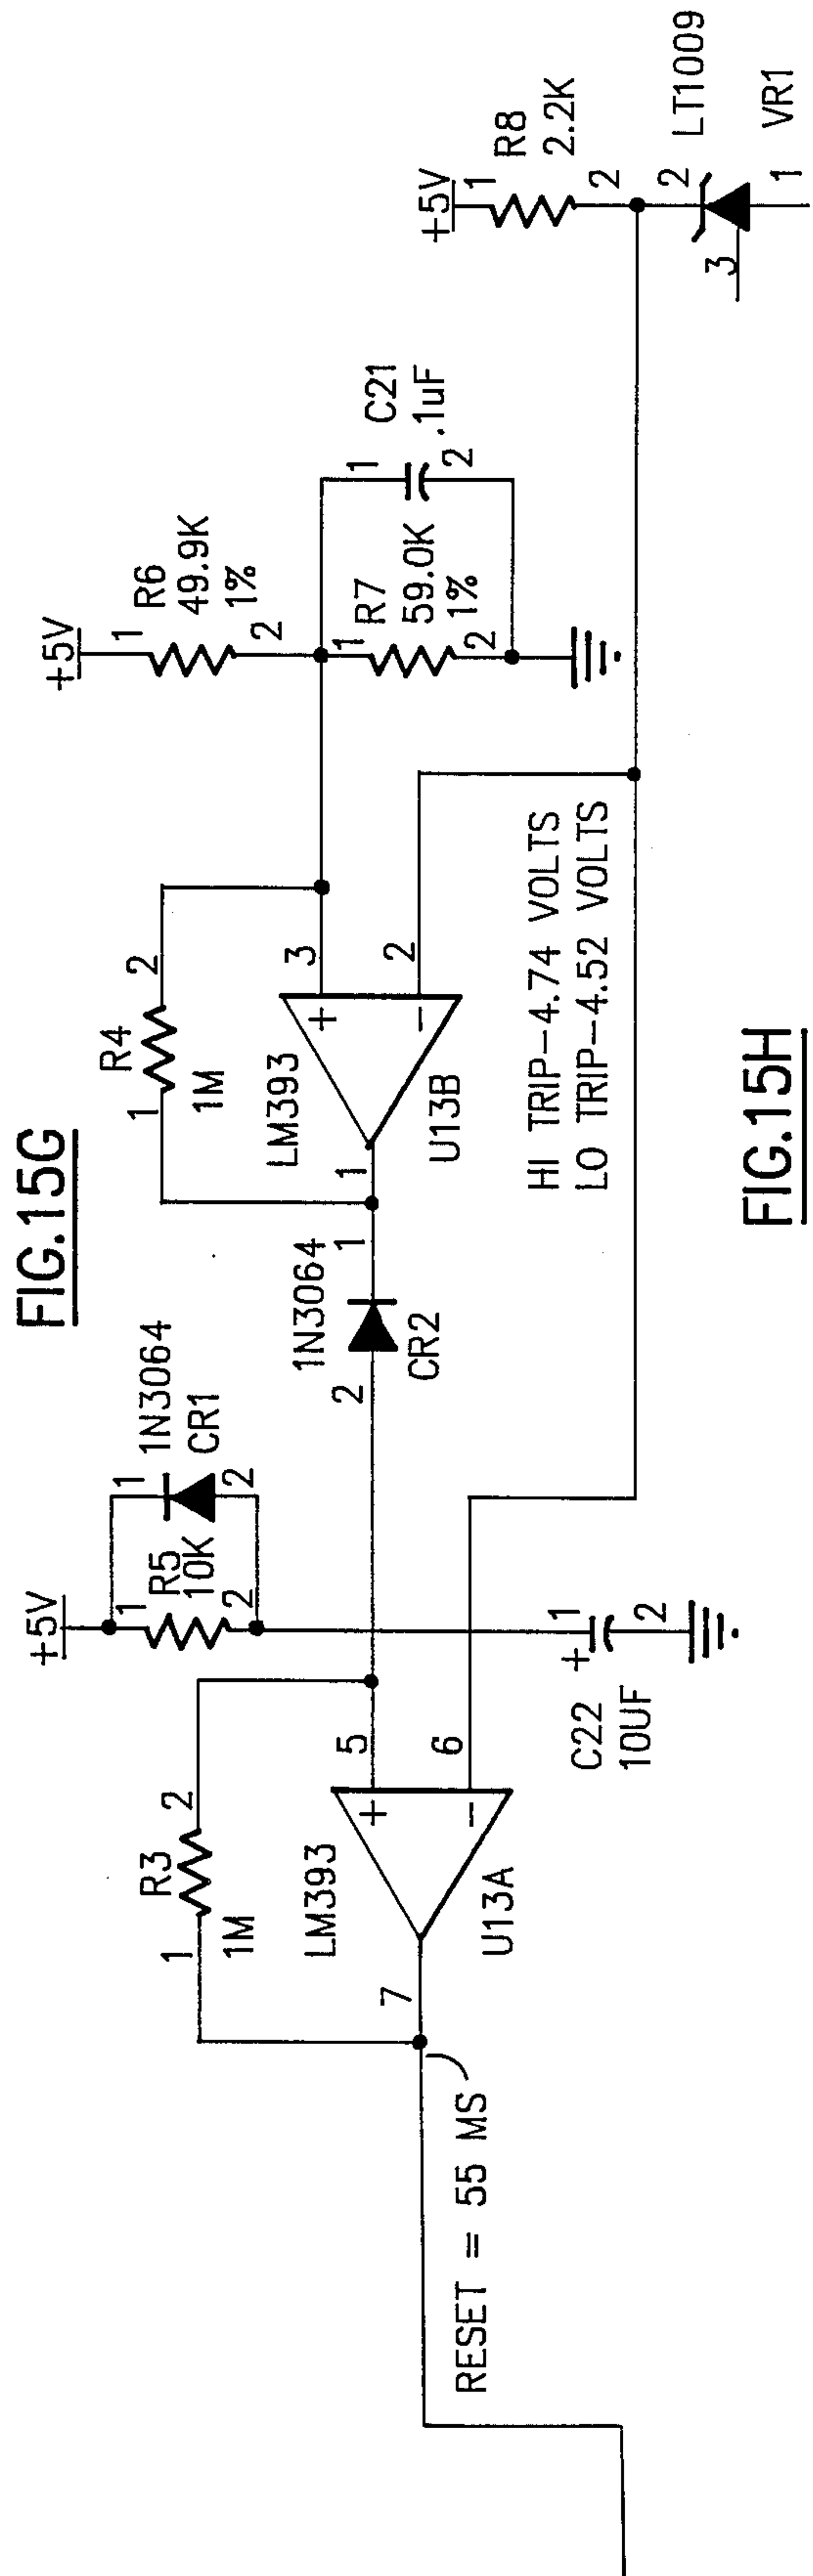 FIG.15G
+5V
1
R5
10K
2
1
1N3064
CR1
2
R3
1
2
1M
LM393
5
+
6
-
U13A
7
RESET = 55 MS
C22
10UF
+
1
2
1N3064
2
1
CR2
R4
1
2
1M
LM393
3
+
2
-
U13B
1
+5V
1
R6
49.9K
1%
2
1
R7
59.0K
1%
2
C21
.1uF
1
2
HI TRIP-4.74 VOLTS
LO TRIP-4.52 VOLTS
+5V
1
R8
2.2K
2
2
LT1009
3
VR1
1
FIG.15H